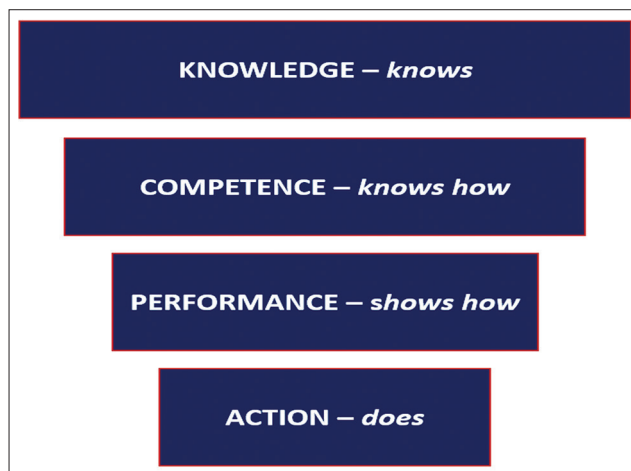 KNOWLEDGE – knows
COMPETENCE – knows how
PERFORMANCE – shows how
ACTION – does